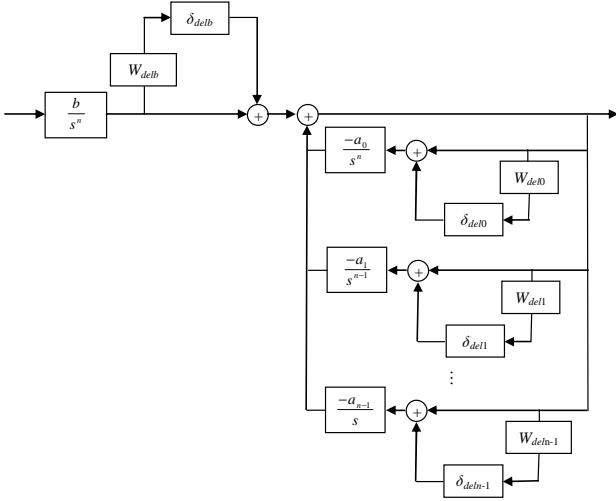 δ_delb
W_delb
b/s^n
+
+
-a_0/s^n
+
W_del0
δ_del0
-a_1/s^{n-1}
+
W_del1
δ_del1
⋮
-a_{n-1}/s
+
W_deln-1
δ_deln-1